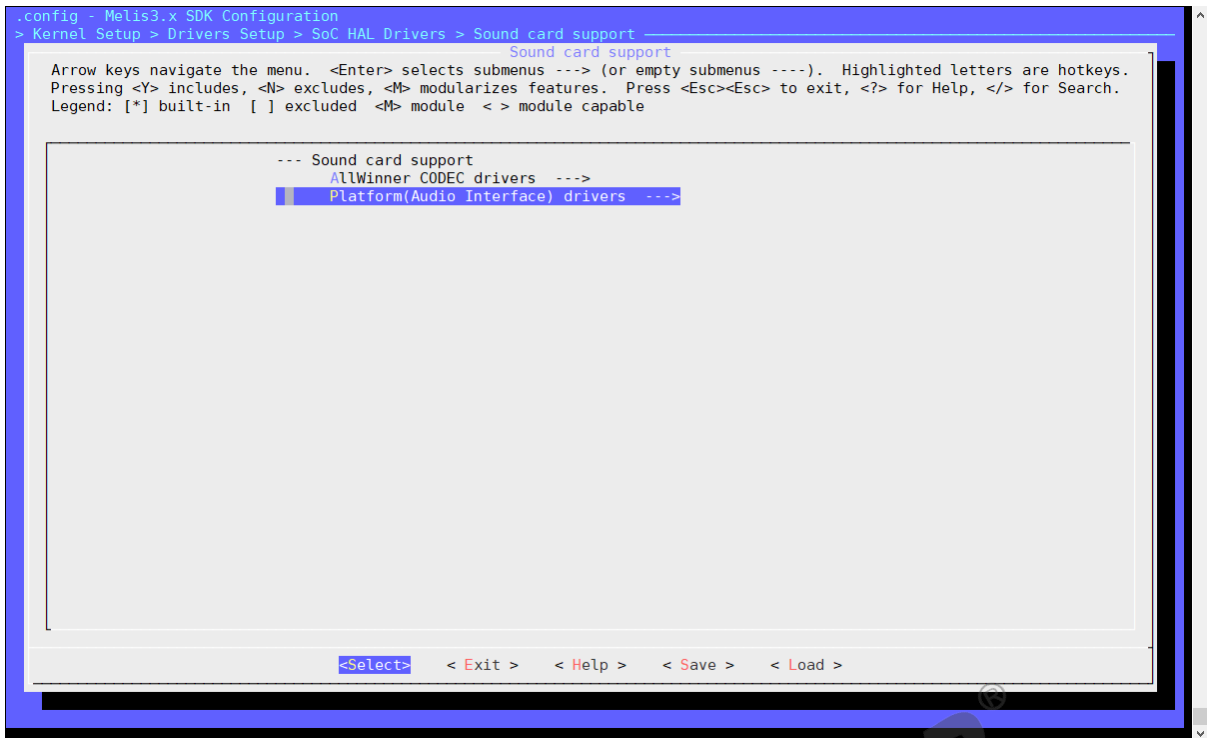 .config - Melis3.x SDK Configuration
> Kernel Setup > Drivers Setup > SoC HAL Drivers > Sound card support
Sound card support
Arrow keys navigate the menu.  <Enter> selects submenus ---> (or empty submenus ----).  Highlighted letters are hotkeys.
Pressing <Y> includes, <N> excludes, <M> modularizes features.  Press <Esc><Esc> to exit, <?> for Help, </> for Search.
Legend: [*] built-in  [ ] excluded  <M> module  < > module capable
--- Sound card support
AllWinner CODEC drivers  --->
Platform(Audio Interface) drivers  --->
<Select>    < Exit >    < Help >    < Save >    < Load >
®